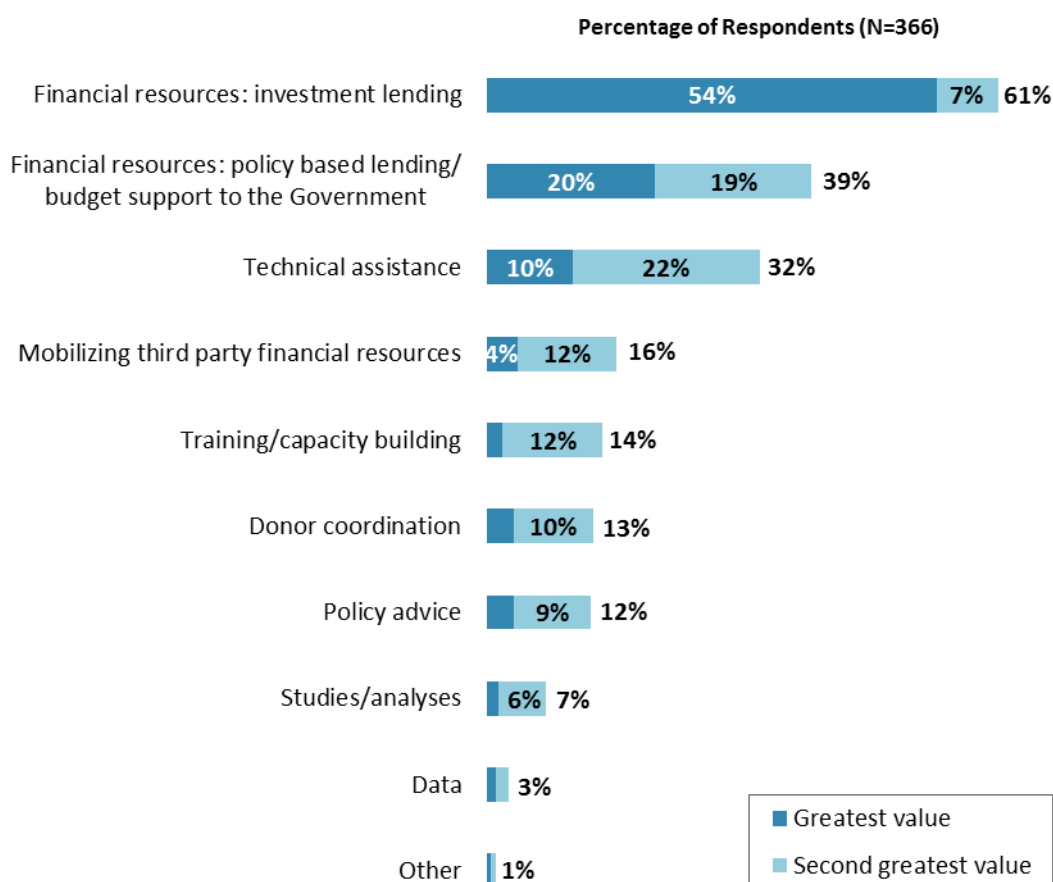 Percentage of Respondents (N=366)
Financial resources: investment lending 54% 7% 61%
Financial resources: policy based lending/
budget support to the Government 20% 19% 39%
Technical assistance 10% 22% 32%
Mobilizing third party financial resources 4% 12% 16%
Training/capacity building 12% 14%
Donor coordination 10% 13%
Policy advice 9% 12%
Studies/analyses 6% 7%
Data 3%
Other 1%
Greatest value
Second greatest value